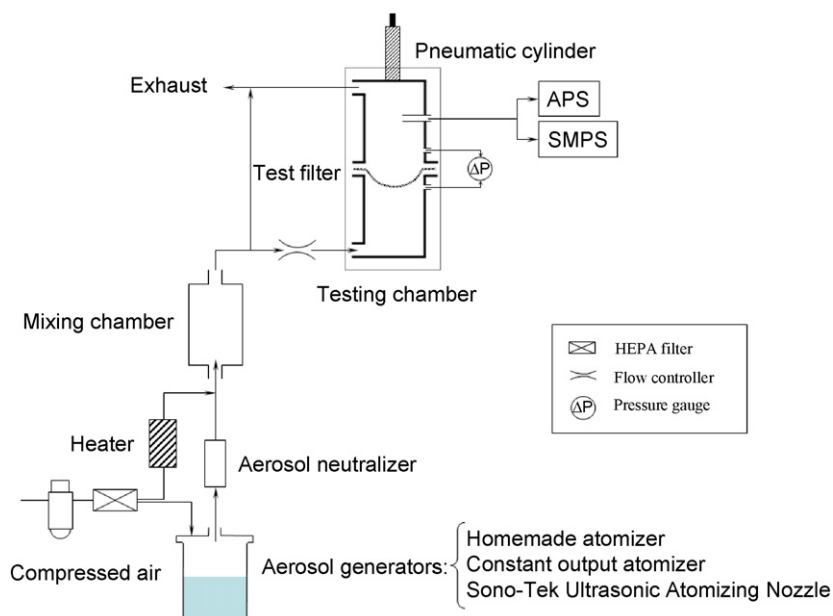 Pneumatic cylinder
Exhaust
APS
SMPS
Test filter
ΔP
Testing chamber
Mixing chamber
HEPA filter
Flow controller
ΔP Pressure gauge
Heater
Aerosol neutralizer
Compressed air
Aerosol generators:
Homemade atomizer
Constant output atomizer
Sono-Tek Ultrasonic Atomizing Nozzle